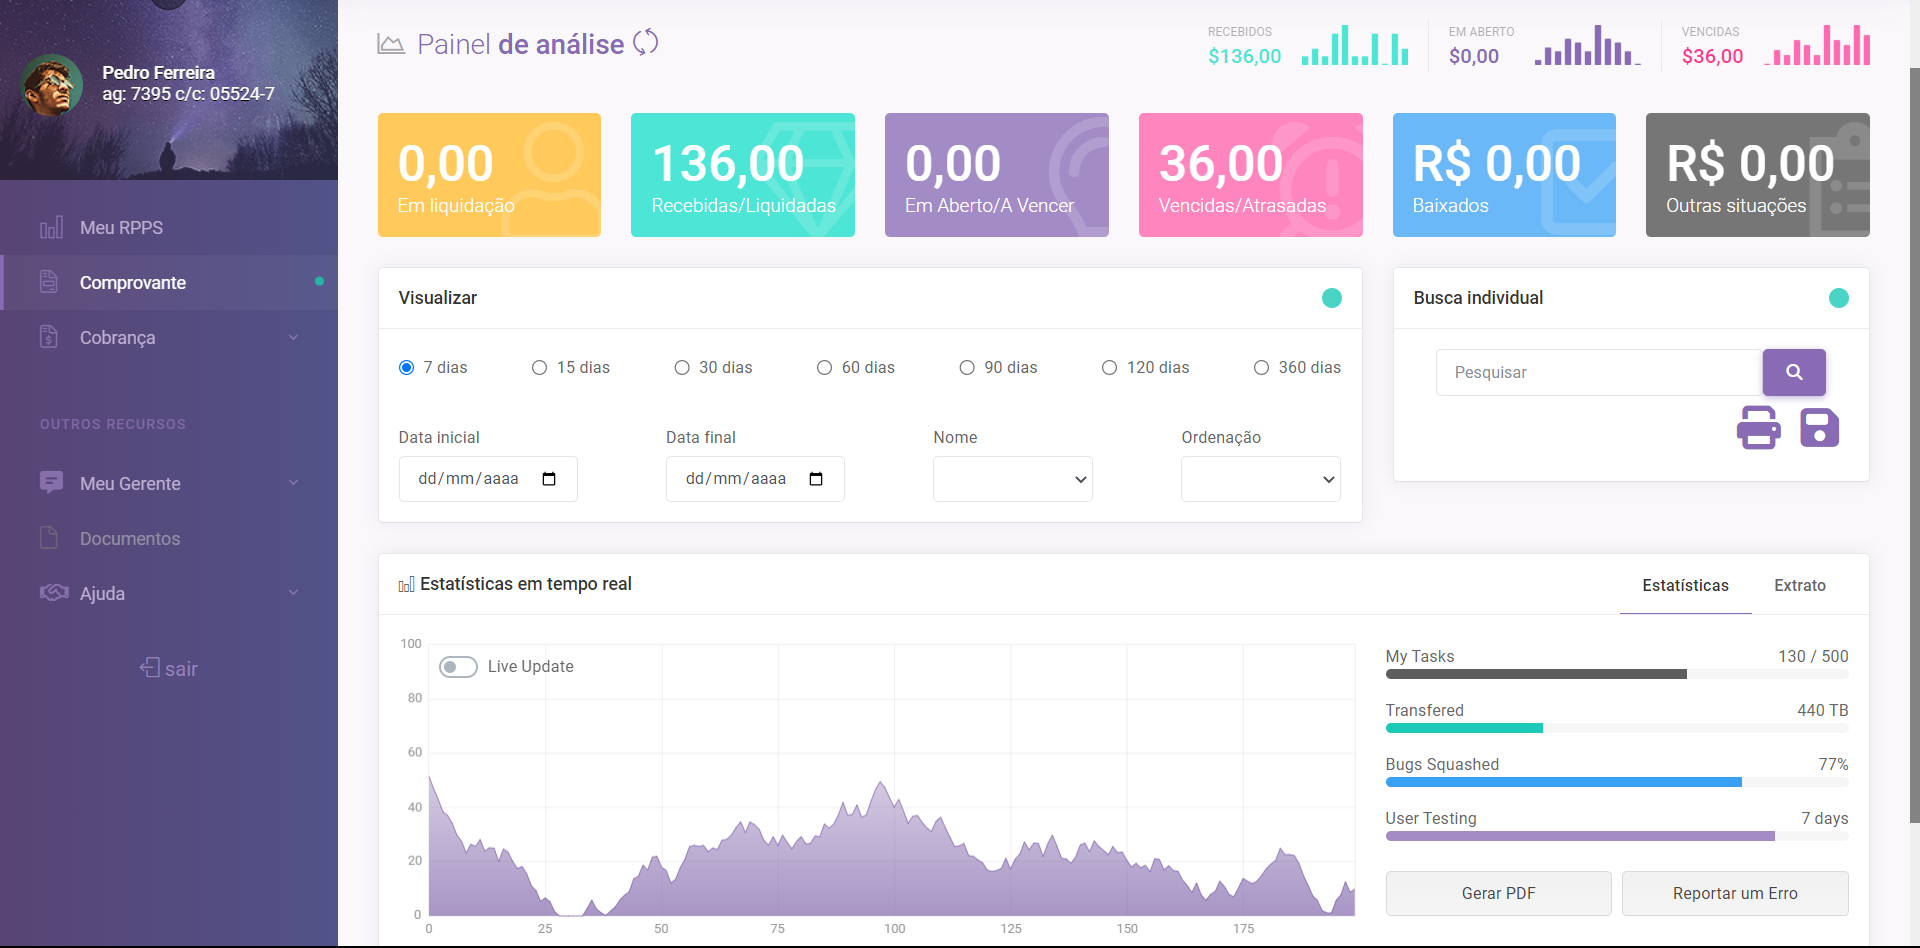 Pedro Ferreira
ag: 7395 c/c: 05524-7
Meu RPPS
Comprovante
Cobrança
OUTROS RECURSOS
Meu Gerente
Documentos
Ajuda
sair
Painel de análise
RECEBIDOS
$136,00
EM ABERTO
$0,00
VENCIDAS
$36,00
0,00
Em liquidação
136,00
Recebidas/Liquidadas
0,00
Em Aberto/A Vencer
36,00
Vencidas/Atrasadas
R$ 0,00
Baixados
R$ 0,00
Outras situações
Visualizar
7 dias
15 dias
30 dias
60 dias
90 dias
120 dias
360 dias
Data inicial
Data final
Nome
Ordenação
dd/mm/aaaa
dd/mm/aaaa
Busca individual
Pesquisar
Estatísticas em tempo real
Estatísticas
Extrato
Live Update
100
80
60
40
20
0
0
25
50
75
100
125
150
175
My Tasks
130 / 500
Transfered
440 TB
Bugs Squashed
77%
User Testing
7 days
Gerar PDF
Reportar um Erro